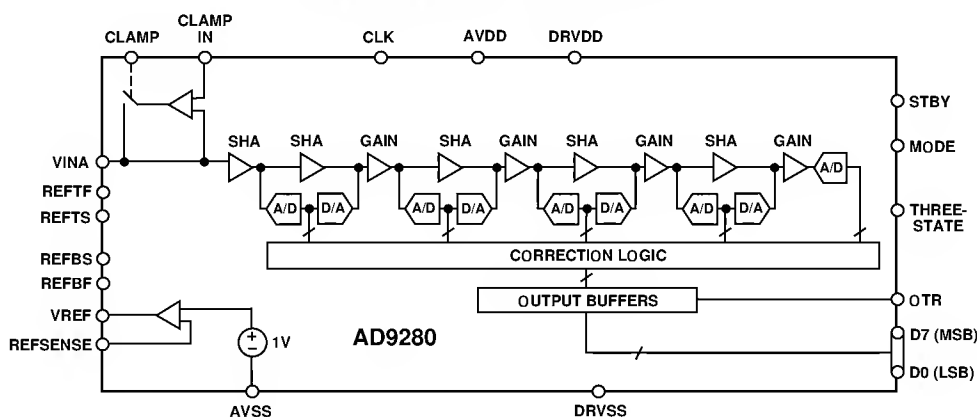 CLAMP
CLAMP
IN
CLK
AVDD
DRVDD
STBY
SHA
SHA
GAIN
SHA
GAIN
SHA
GAIN
SHA
GAIN
MODE
VINA
A/D
REFTF
A/D
D/A
A/D
D/A
A/D
D/A
A/D
D/A
REFTS
THREE-
STATE
CORRECTION LOGIC
REFBS
REFBF
OUTPUT BUFFERS
OTR
VREF
REFSENSE
1V
AD9280
D7 (MSB)
D0 (LSB)
AVSS
DRVSS